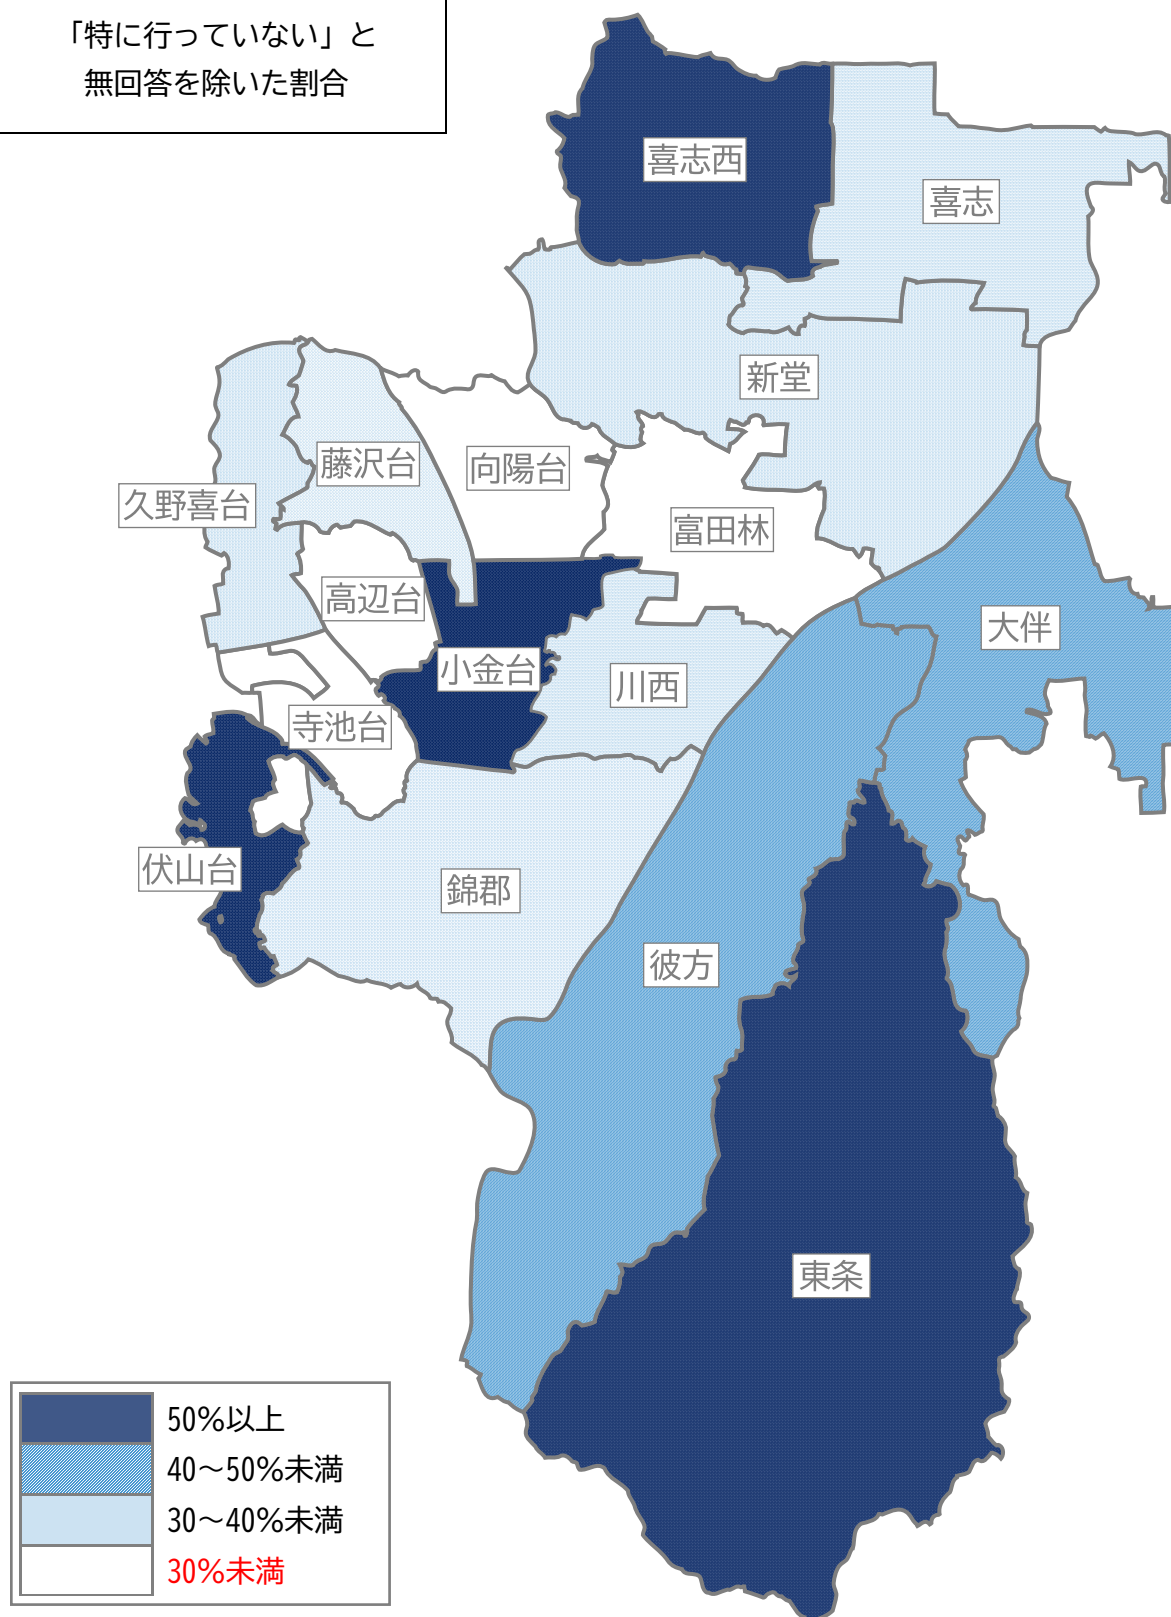 「特に行っていない」と
無回答を除いた割合
喜志西
喜志
新堂
藤沢台
向陽台
久野喜台
富田林
高辺台
大伴
小金台
川西
寺池台
伏山台
錦郡
彼方
東条
50%以上
40～50%未満
30～40%未満
30%未満